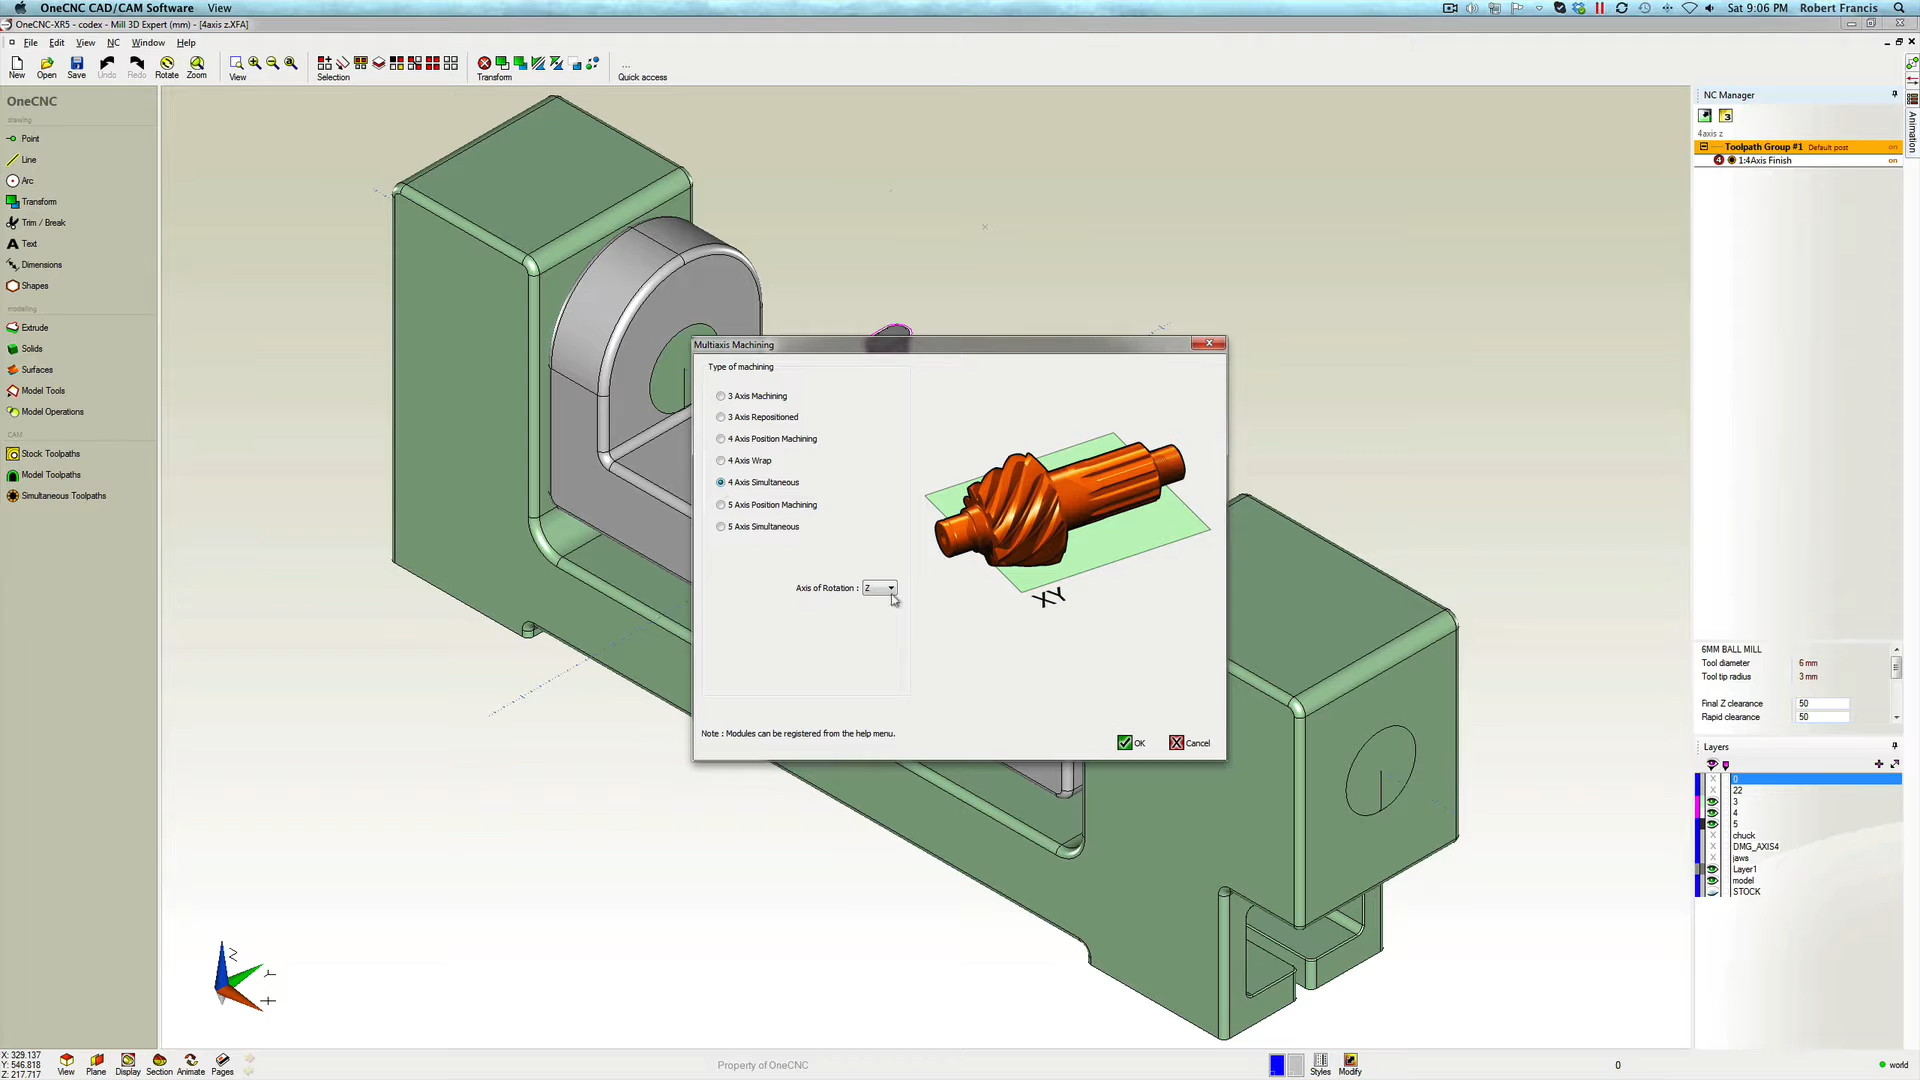 OneCNC CAD/CAM Software View
Sat 9:06 PM Robert Francis
OneCNC-XR5 - codex - Mill 3D Expert (mm) - [4axis z.XFA]
File Edit View NC Window Help
New Open Save Undo Redo Rotate Zoom View Selection Transform Quick access
OneCNC
drawing
Point
Line
Arc
Transform
Trim / Break
Text
Dimensions
Shapes
modelling
Extrude
Solids
Surfaces
Model Tools
Model Operations
CAM
Stock Toolpaths
Model Toolpaths
Simultaneous Toolpaths
Multiaxis Machining
Type of machining
3 Axis Machining
3 Axis Repositioned
4 Axis Position Machining
4 Axis Wrap
4 Axis Simultaneous
5 Axis Position Machining
5 Axis Simultaneous
Axis of Rotation : Z
XY
Note : Modules can be registered from the help menu.
OK Cancel
NC Manager
3
4axis z
Toolpath Group #1 Default post on
4 1:4Axis Finish on
Animation
6MM BALL MILL
Tool diameter 6 mm
Tool tip radius 3 mm
Final Z clearance 50
Rapid clearance 50
Layers
0
22
3
4
5
chuck
DMG_AXIS4
jaws
Layer1
model
STOCK
X: 329.137
Y: 546.818
Z: 217.717
View Plane Display Section Animate Pages
Property of OneCNC
Styles Modify
0
world